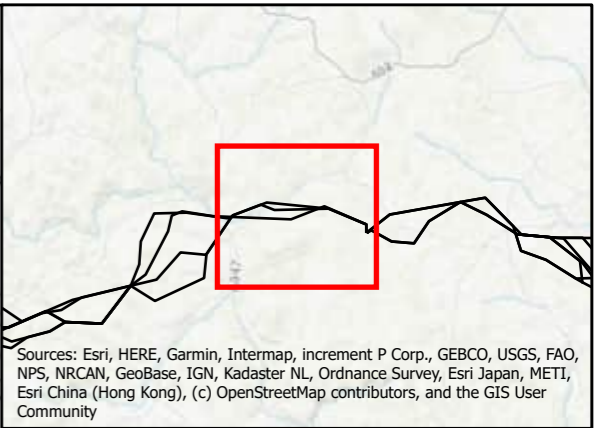 Sources: Esri, HERE, Garmin, Intermap, increment P Corp., GEBCO, USGS, FAO,
NPS, NRCAN, GeoBase, IGN, Kadaster NL, Ordnance Survey, Esri Japan, METI,
Esri China (Hong Kong), (c) OpenStreetMap contributors, and the GIS User
Community